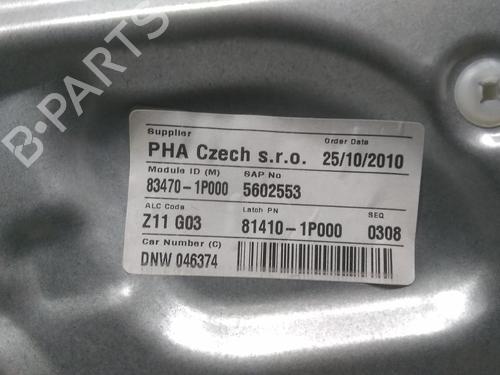 B-PARTS
Supplier
Order Date
PHA Czech s.r.o. 25/10/2010
Module ID (M) SAP No
83470-1P000 5602553
ALC Code Latch PN SEQ
Z11 G03 81410-1P000 0308
Car Number (C)
DNW 046374